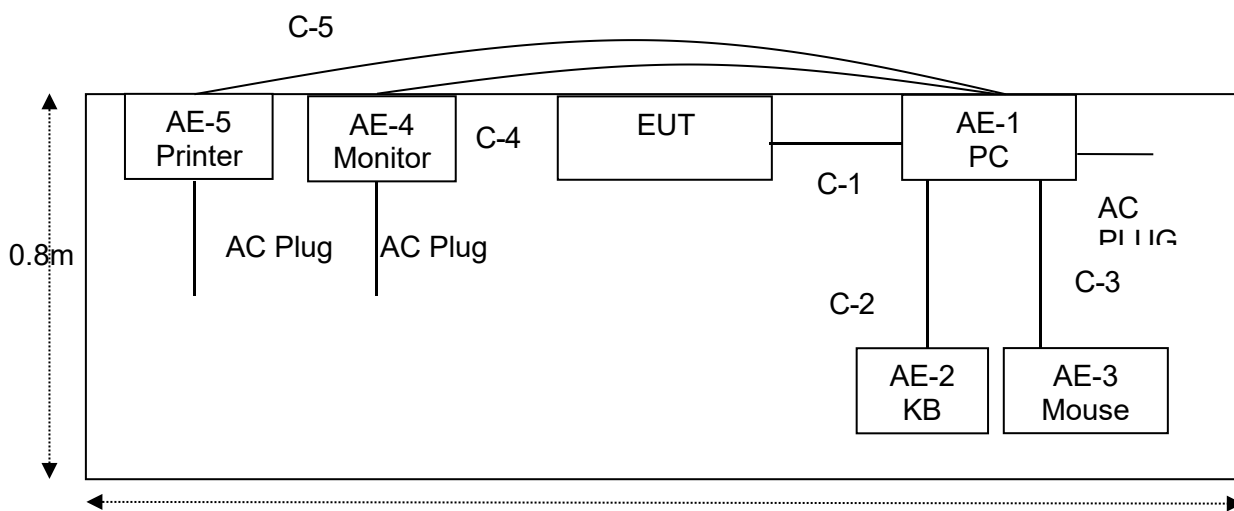 C-5
AE-5
Printer
AE-4
Monitor
C-4
EUT
C-1
AE-1
PC
AC
PLUG
0.8m
AC Plug
AC Plug
C-2
C-3
AE-2
KB
AE-3
Mouse